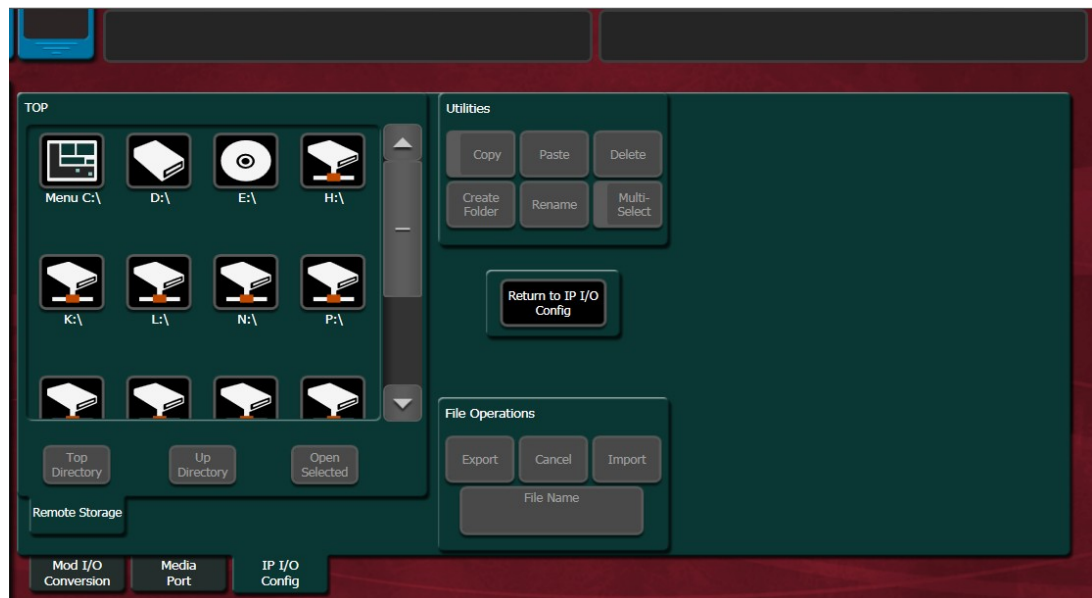 TOP
Menu C:\
D:\
E:\
H:\
K:\
L:\
N:\
P:\
Top
Directory
Up
Directory
Open
Selected
Remote Storage
Utilities
Copy
Paste
Delete
Create
Folder
Rename
Multi-
Select
Return to IP I/O
Config
File Operations
Export
Cancel
Import
File Name
Mod I/O
Conversion
Media
Port
IP I/O
Config